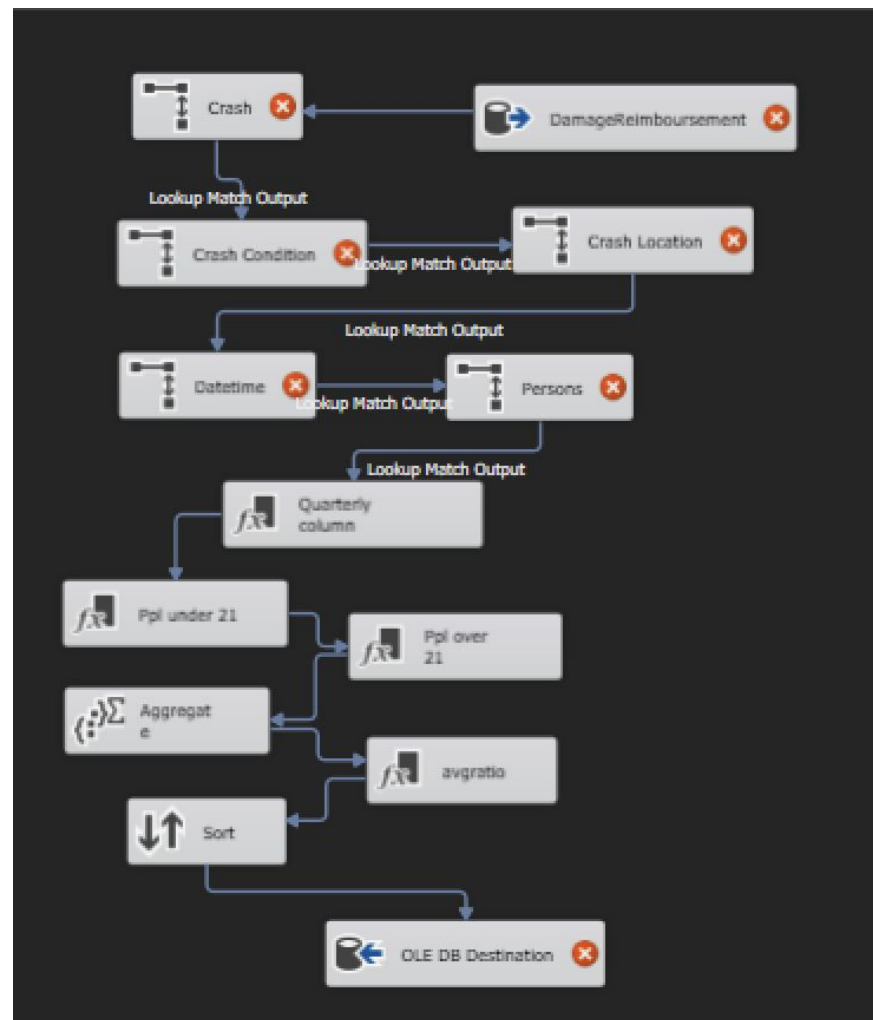 Crash
DamageReimboursement
Lookup Match Output
Crash Condition
Lookup Match Output
Crash Location
Lookup Match Output
Datetime
Lookup Match Output
Persons
Lookup Match Output
Quarterly
column
Ppl under 21
Ppl over
21
Aggregat
e
avgratio
Sort
OLE DB Destination